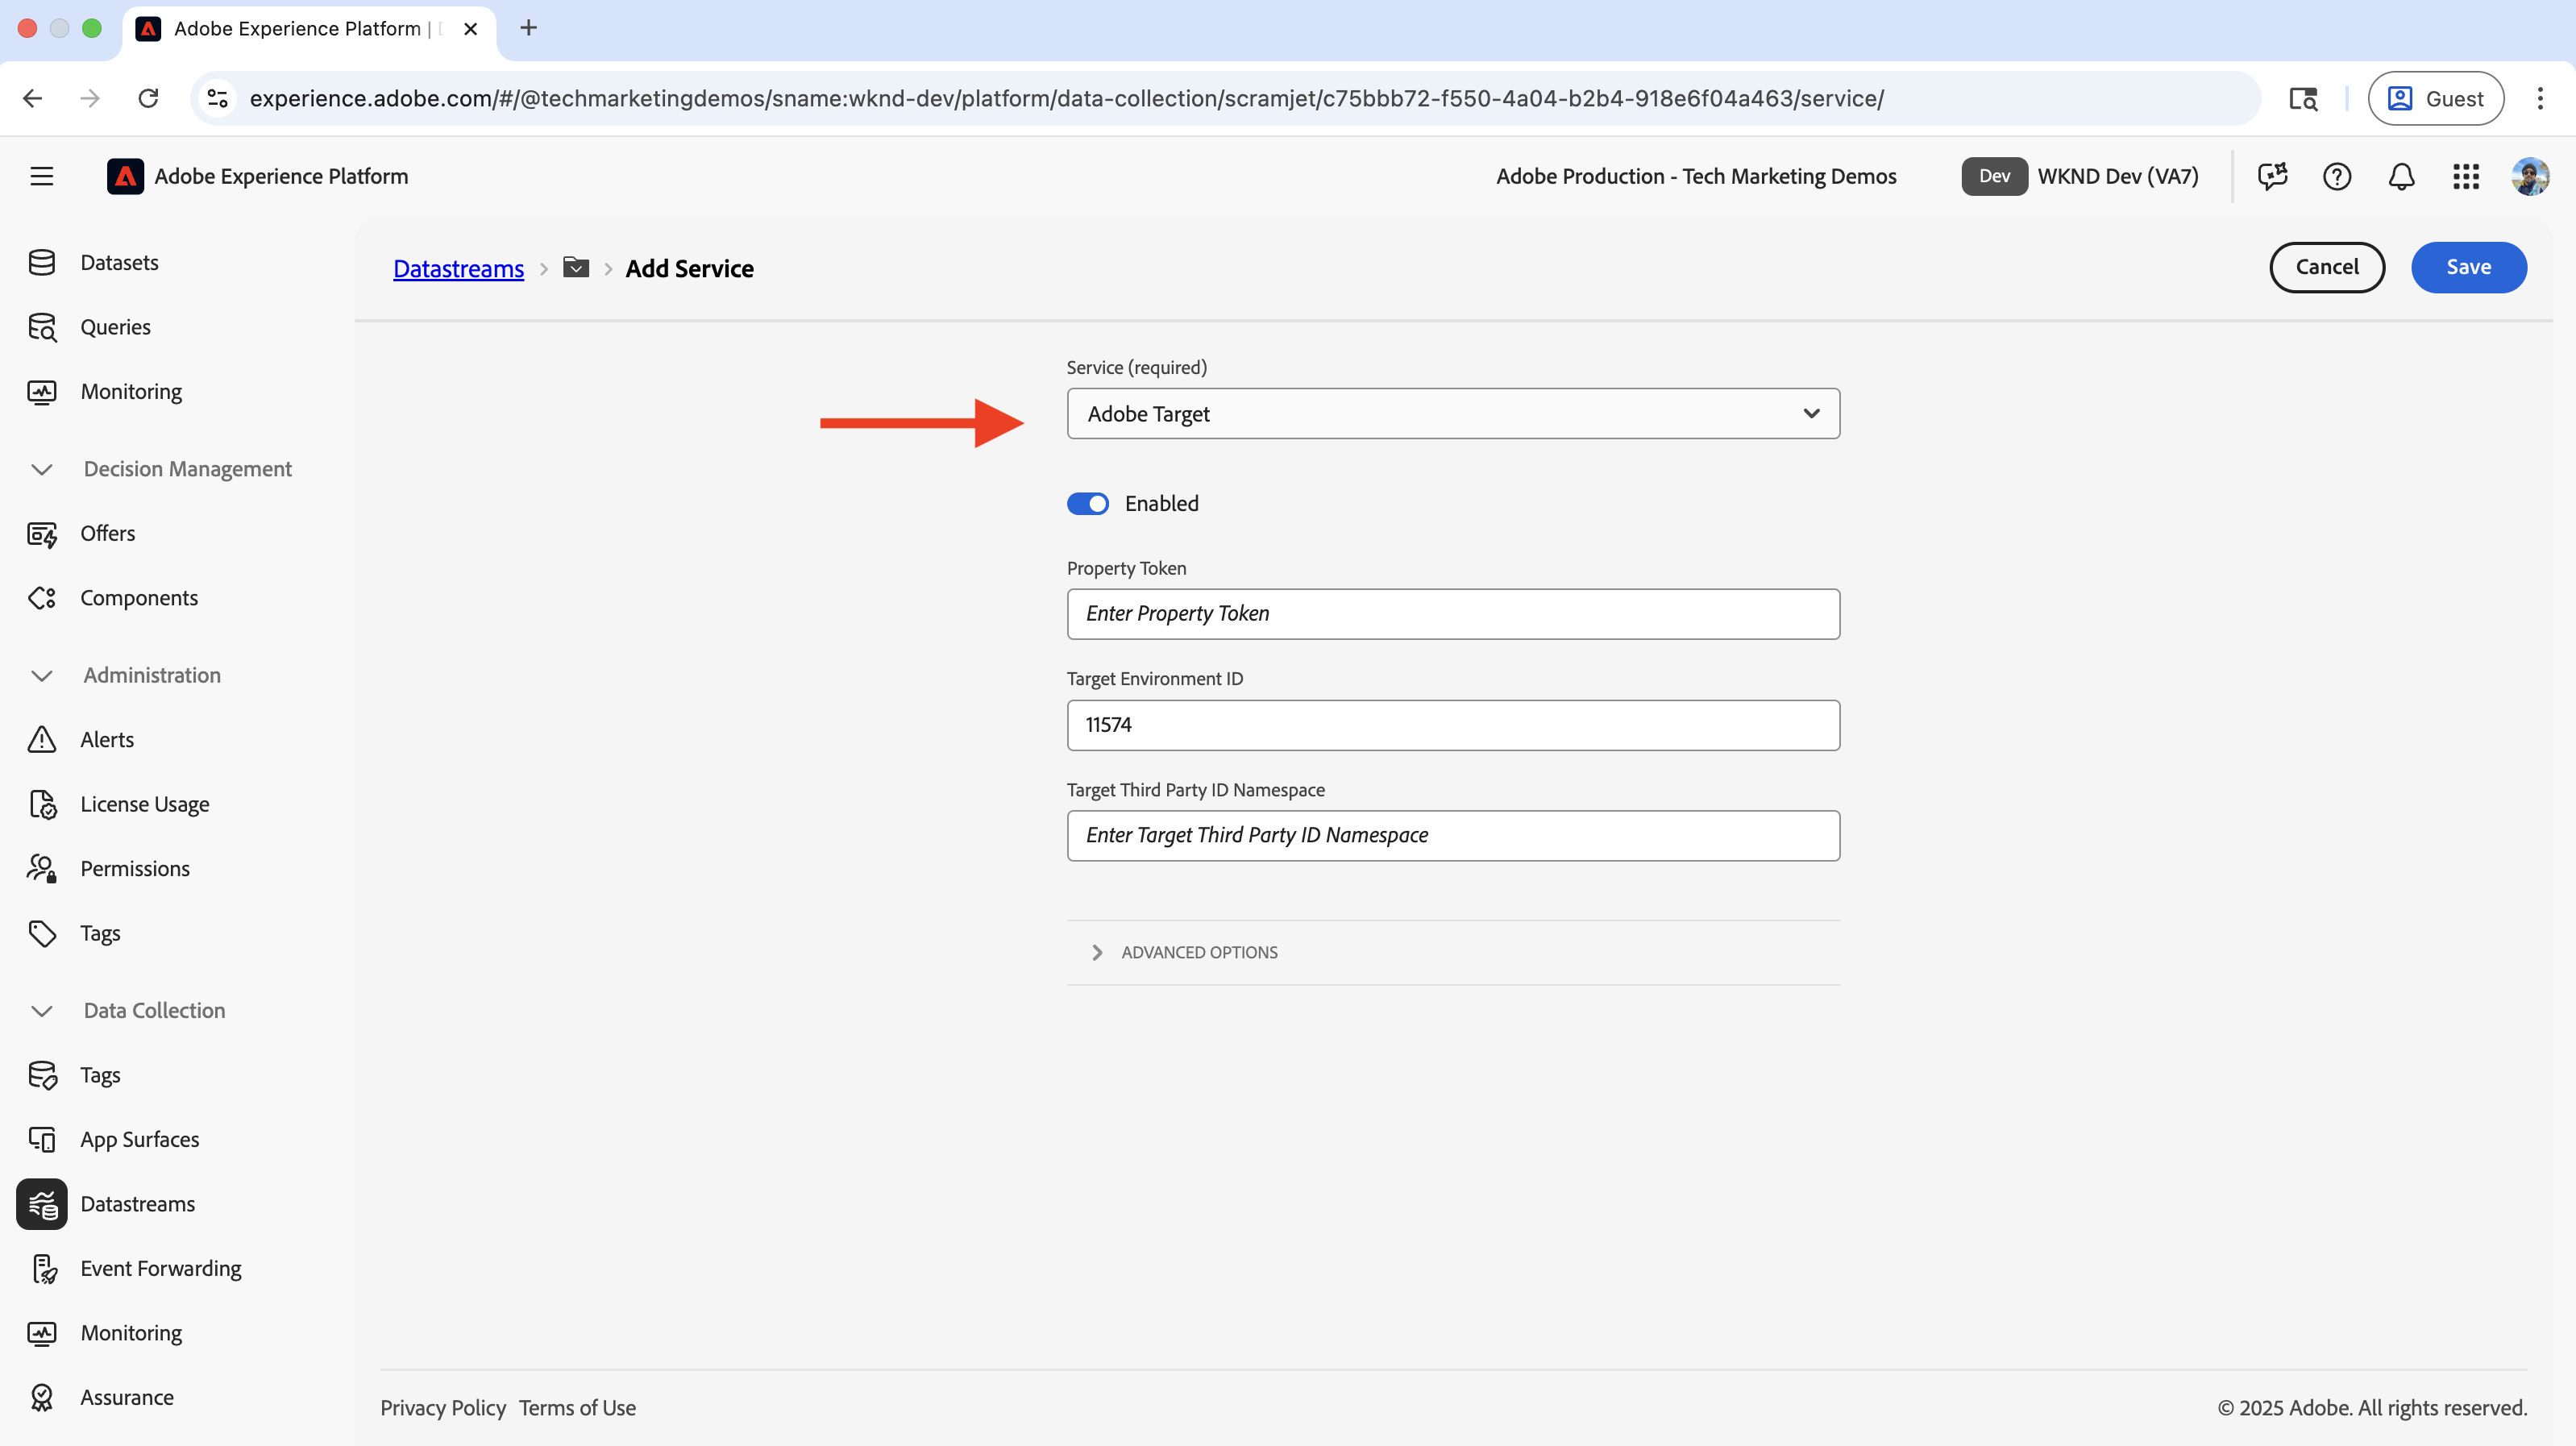 Adobe Experience Platform |
experience.adobe.com/#/@techmarketingdemos/sname:wknd-dev/platform/data-collection/scramjet/c75bbb72-f550-4a04-b2b4-918e6f04a463/service/
Guest
Adobe Experience Platform
Adobe Production - Tech Marketing Demos
Dev
WKND Dev (VA7)
Datasets
Queries
Monitoring
Decision Management
Offers
Components
Administration
Alerts
License Usage
Permissions
Tags
Data Collection
Tags
App Surfaces
Datastreams
Event Forwarding
Monitoring
Assurance
Datastreams > Add Service
Cancel
Save
Service (required)
Adobe Target
Enabled
Property Token
Enter Property Token
Target Environment ID
11574
Target Third Party ID Namespace
Enter Target Third Party ID Namespace
ADVANCED OPTIONS
Privacy Policy Terms of Use
© 2025 Adobe. All rights reserved.